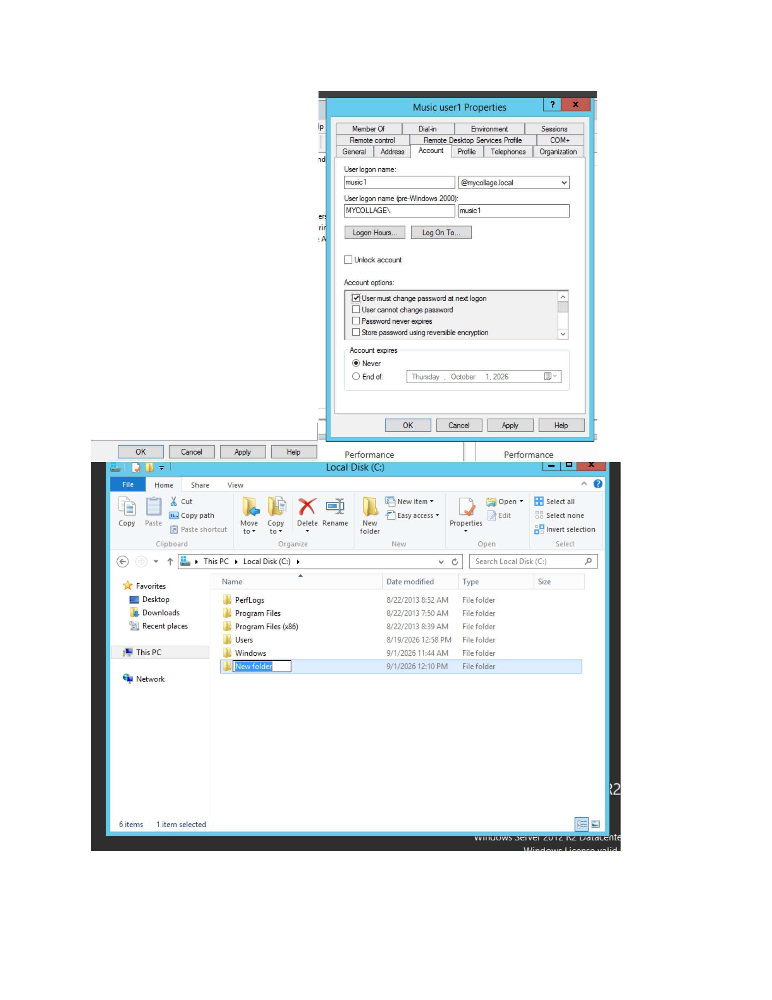 Music user1 Properties
?
x
lp
Member Of
Dial-in
Environment
Sessions
Remote control
Remote Desktop Services Profile
COM+
General
Address
Account
Profile
Telephones
Organization
nd
User logon name:
music1
@mycollage.local
User logon name (pre-Windows 2000):
MYCOLLAGE\
music1
Logon Hours...
Log On To...
Unlock account
Account options:
User must change password at next logon
User cannot change password
Password never expires
Store password using reversible encryption
Account expires
Never
End of:
Thursday , October 1, 2026
OK
Cancel
Apply
Help
OK
Cancel
Apply
Help
Performance
Performance
Local Disk (C:)
x
File
Home
Share
View
?
Copy
Paste
Cut
Copy path
Paste shortcut
Clipboard
Move to
Copy to
Delete
Rename
Organize
New folder
New item
Easy access
New
Properties
Open
Edit
Open
Select all
Select none
Invert selection
Select
This PC
Local Disk (C:)
Search Local Disk (C:)
Favorites
Desktop
Downloads
Recent places
This PC
Network
Name Date modified Type Size
PerfLogs 8/22/2013 8:52 AM File folder
Program Files 8/22/2013 7:50 AM File folder
Program Files (x86) 8/22/2013 8:39 AM File folder
Users 8/19/2026 12:58 PM File folder
Windows 9/1/2026 11:44 AM File folder
New folder 9/1/2026 12:10 PM File folder
R2
6 items 1 item selected
Windows Server 2012 R2 Datacente
Windows License valid